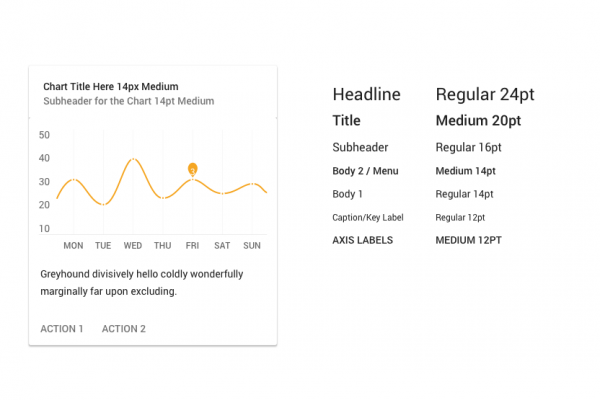 Chart Title Here 14px Medium
Subheader for the Chart 14pt Medium
50
40
30
20
10
MON TUE WED THU FRI SAT SUN
Greyhound divisively hello coldly wonderfully
marginally far upon excluding.
ACTION 1 ACTION 2
Headline Regular 24pt
Title Medium 20pt
Subheader Regular 16pt
Body 2 / Menu Medium 14pt
Body 1 Regular 14pt
Caption/Key Label Regular 12pt
AXIS LABELS MEDIUM 12PT